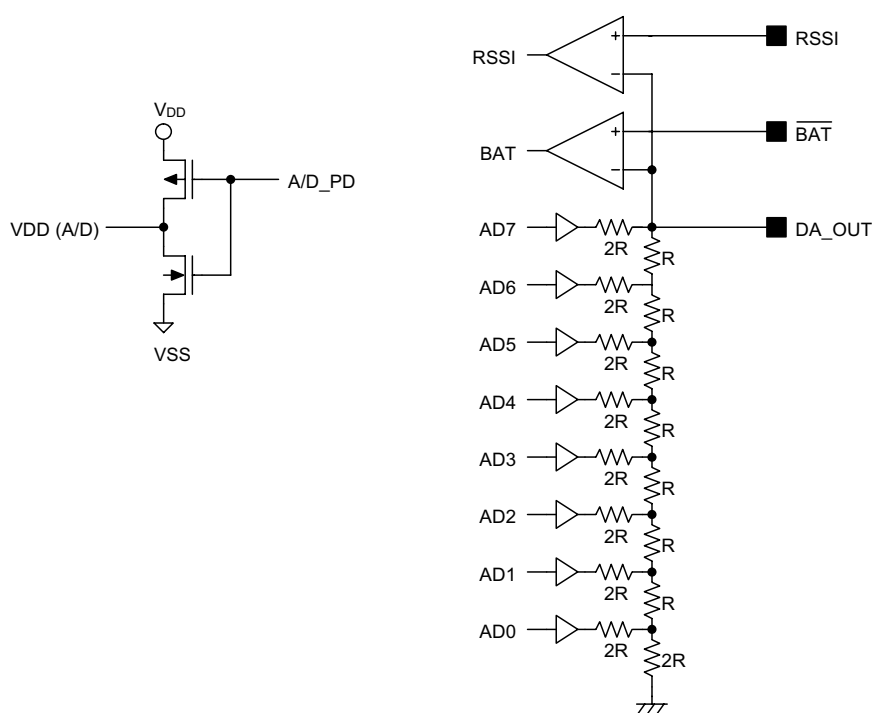 RSSI
RSSI
BAT
BAT
VDD
A/D_PD
VDD (A/D)
VSS
AD7
2R
DA_OUT
R
AD6
2R
R
AD5
2R
R
AD4
2R
R
AD3
2R
R
AD2
2R
R
AD1
2R
R
AD0
2R
2R
+
−
+
−